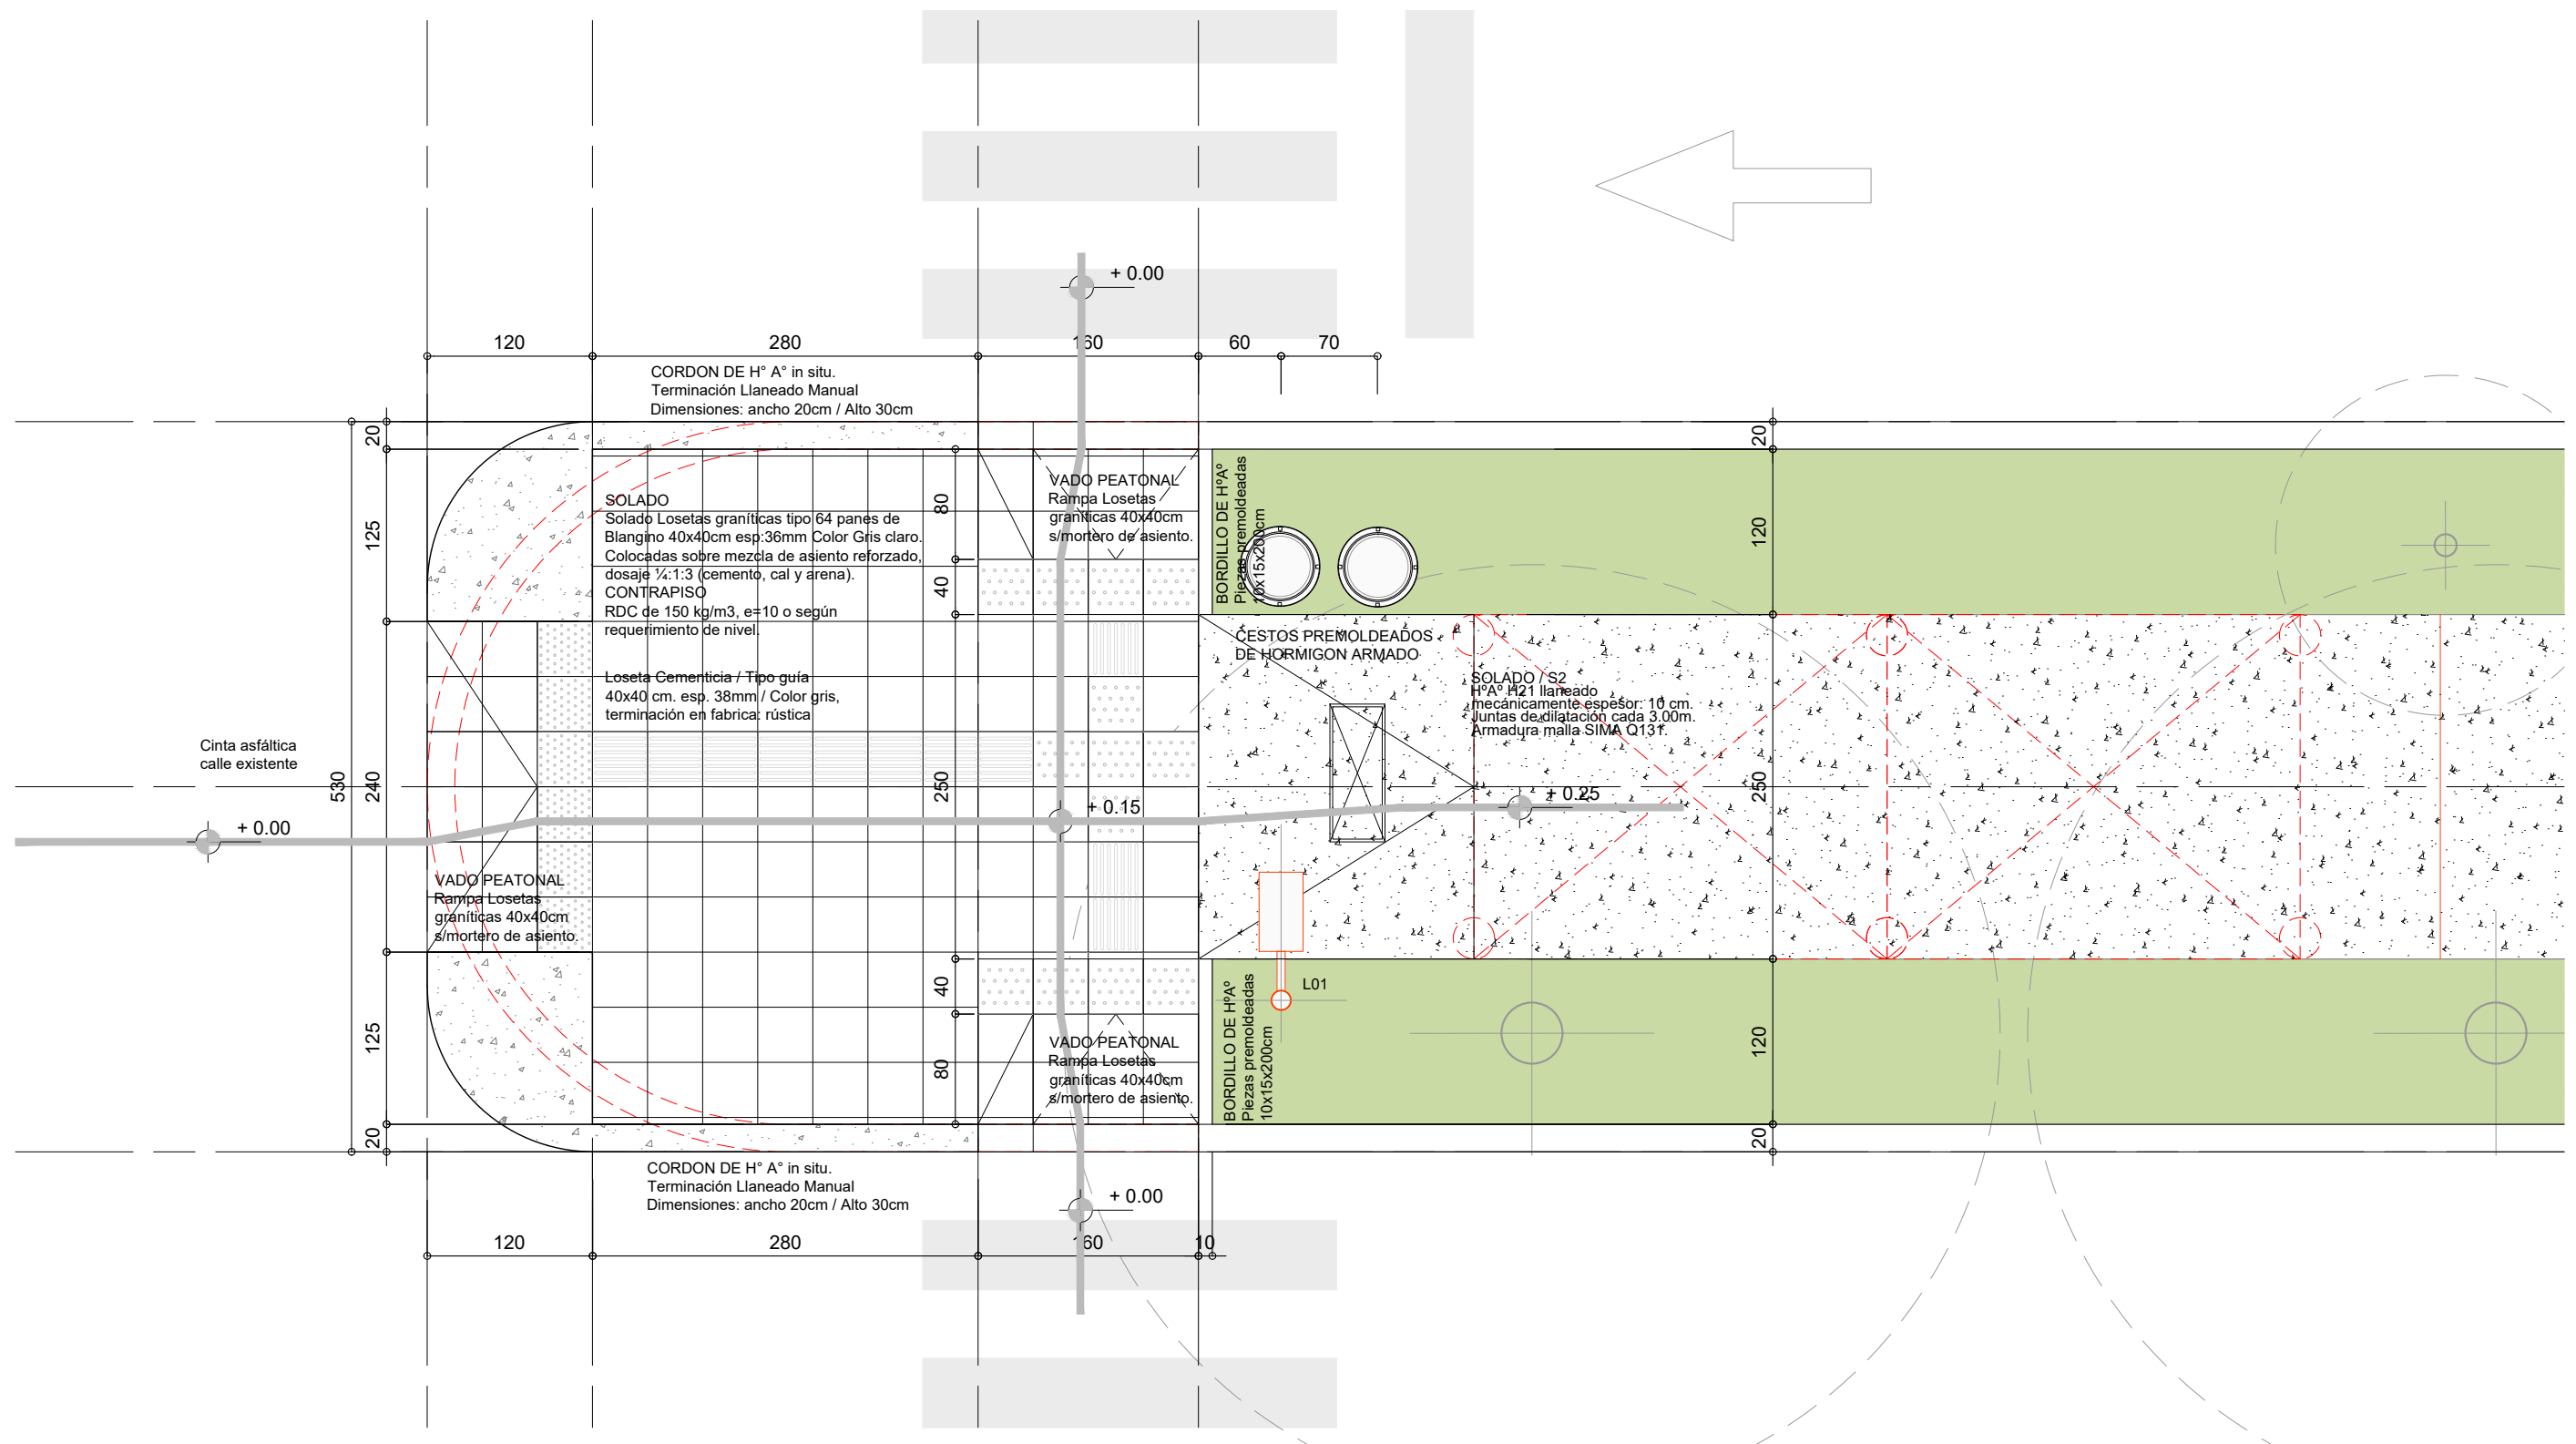 + 0.00
120
280
160
60
70
CORDON DE H° A° in situ.
Terminación Llaneado Manual
Dimensiones: ancho 20cm / Alto 30cm
20
20
125
80
40
120
VADO PEATONAL
Rampa Losetas
graníticas 40x40cm
s/mortero de asiento.
BORDILLO DE HºAº
Piezas premoldeadas
10x15x200cm
SOLADO
Solado Losetas graníticas tipo 64 panes de
Blangino 40x40cm esp:36mm Color Gris claro.
Colocadas sobre mezcla de asiento reforzado,
dosaje ¼:1:3 (cemento, cal y arena).
CONTRAPISO
RDC de 150 kg/m3, e=10 o según
requerimiento de nivel.
Loseta Cementicia / Tipo guía
40x40 cm. esp. 38mm / Color gris,
terminación en fabrica: rústica
CESTOS PREMOLDEADOS
DE HORMIGON ARMADO
SOLADO / S2
HºAº H21 llaneado
mecánicamente espesor: 10 cm.
Juntas de dilatación cada 3.00m.
Armadura malla SIMA Q131.
Cinta asfáltica
calle existente
530
240
250
250
+ 0.00
+ 0.15
+ 0.25
VADO PEATONAL
Rampa Losetas
graníticas 40x40cm
s/mortero de asiento.
L01
40
80
125
120
20
20
VADO PEATONAL
Rampa Losetas
graníticas 40x40cm
s/mortero de asiento.
BORDILLO DE HºAº
Piezas premoldeadas
10x15x200cm
CORDON DE H° A° in situ.
Terminación Llaneado Manual
Dimensiones: ancho 20cm / Alto 30cm
+ 0.00
120
280
160
10